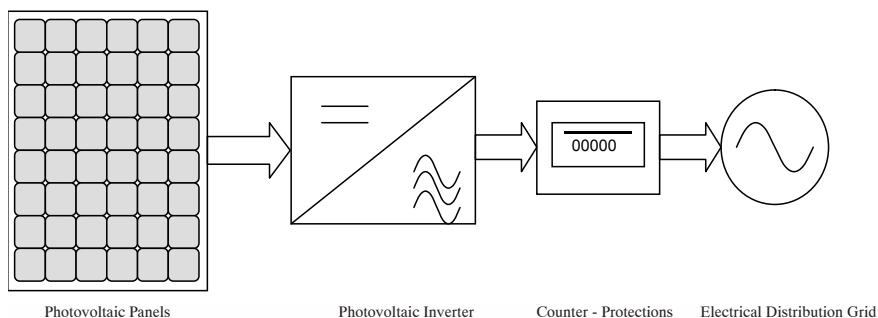 00000
Photovoltaic Panels
Photovoltaic Inverter
Counter - Protections
Electrical Distribution Grid